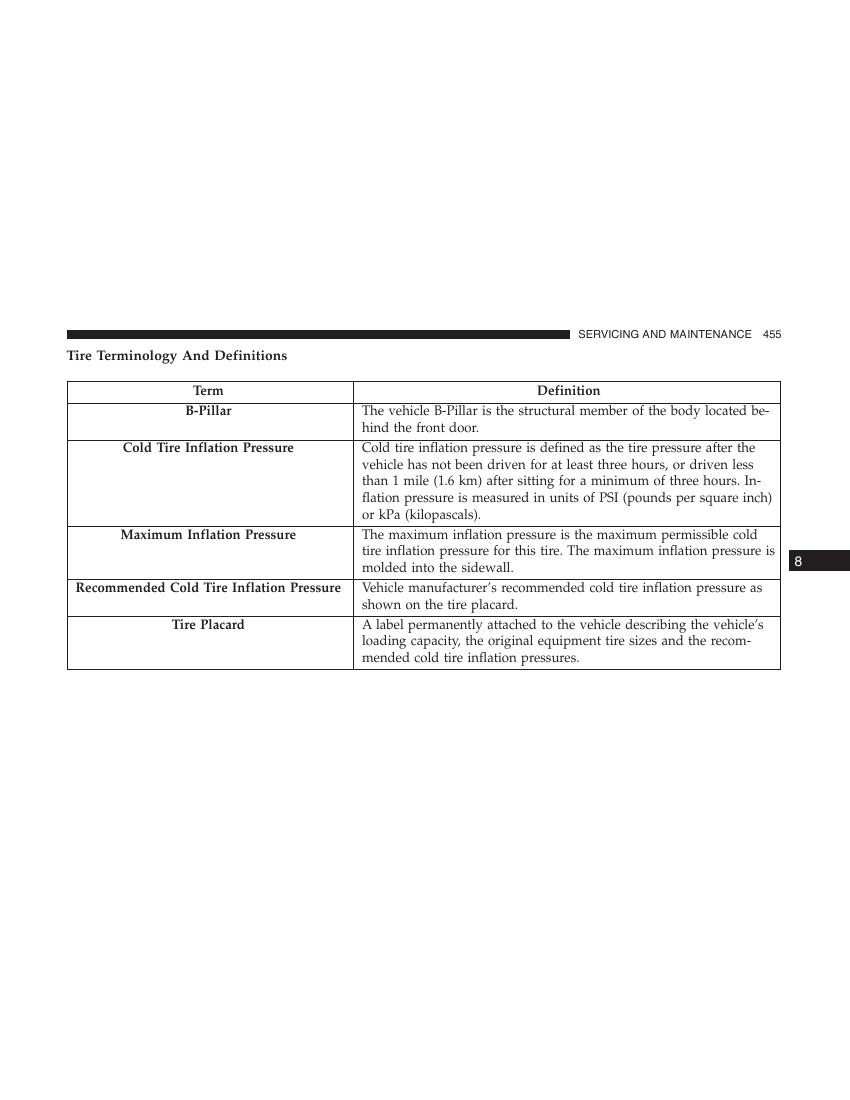 SERVICING AND MAINTENANCE 455
Tire Terminology And Definitions
Term
Definition
B-Pillar
The vehicle B-Pillar is the structural member of the body located be-
hind the front door.
Cold Tire Inflation Pressure
Cold tire inflation pressure is defined as the tire pressure after the
vehicle has not been driven for at least three hours, or driven less
than 1 mile (1.6 km) after sitting for a minimum of three hours. In-
flation pressure is measured in units of PSI (pounds per square inch)
or kPa (kilopascals).
Maximum Inflation Pressure
The maximum inflation pressure is the maximum permissible cold
tire inflation pressure for this tire. The maximum inflation pressure is
molded into the sidewall.
Recommended Cold Tire Inflation Pressure
Vehicle manufacturer’s recommended cold tire inflation pressure as
shown on the tire placard.
Tire Placard
A label permanently attached to the vehicle describing the vehicle’s
loading capacity, the original equipment tire sizes and the recom-
mended cold tire inflation pressures.
8